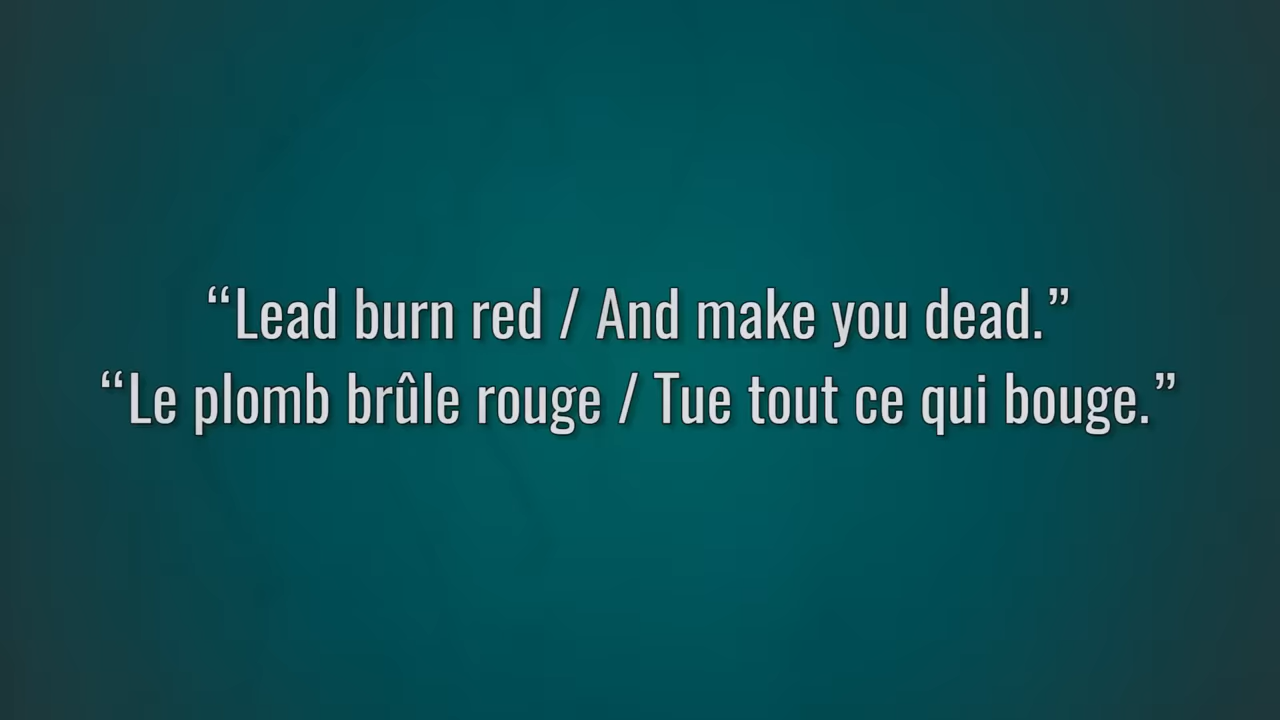 “Lead burn red / And make you dead.”
“Le plomb brûle rouge / Tue tout ce qui bouge.”